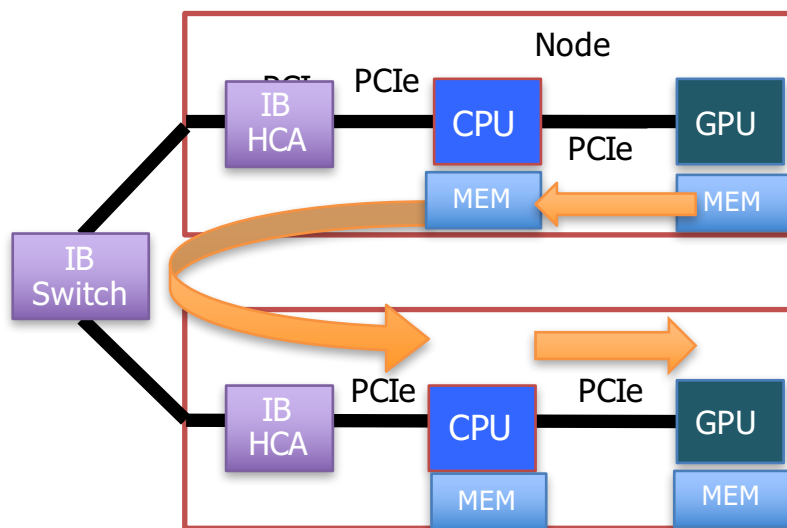 Node
PCIe
IB
HCA
CPU
GPU
PCIe
MEM
MEM
IB
Switch
PCIe
PCIe
IB
HCA
CPU
GPU
MEM
MEM